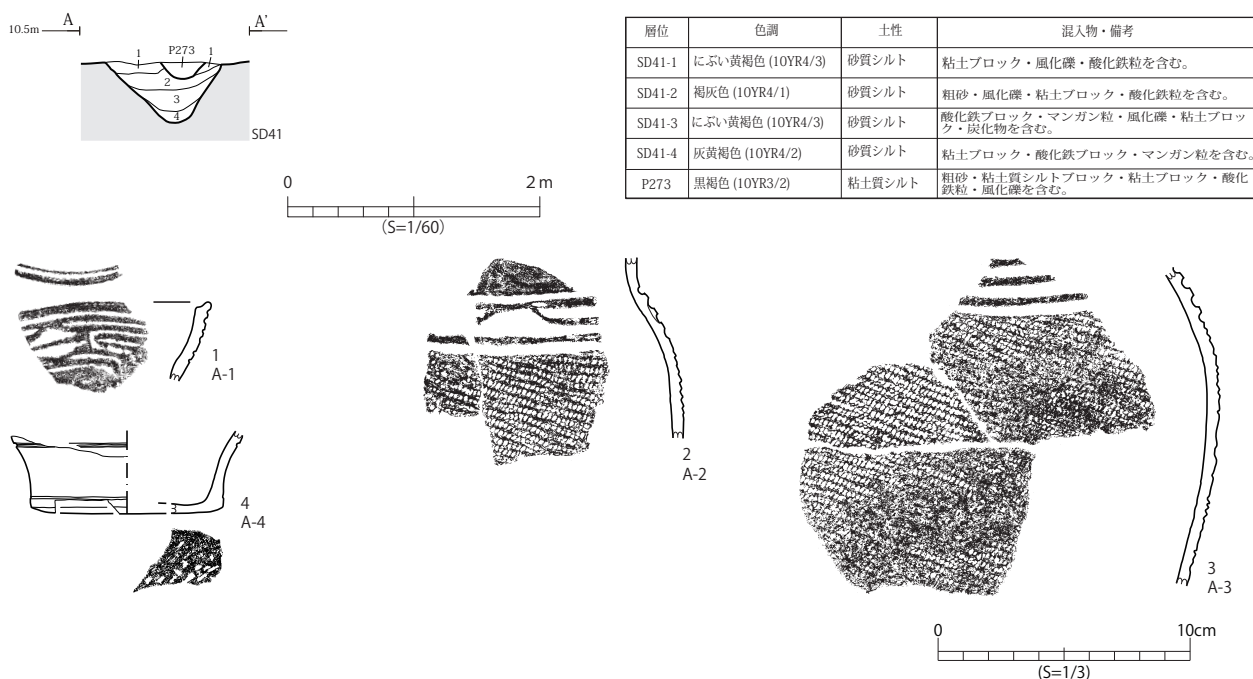 10.5m A A'
1 P273 1
2
3
4
SD41
層位 色調 土性 混入物・備考
SD41-1 にぶい黄褐色 (10YR4/3) 砂質シルト 粘土ブロック・風化礫・酸化鉄粒を含む。
SD41-2 褐灰色 (10YR4/1) 砂質シルト 粗砂・風化礫・粘土ブロック・酸化鉄粒を含む。
SD41-3 にぶい黄褐色 (10YR4/3) 砂質シルト 酸化鉄ブロック・マンガン粒・風化礫・粘土ブロッ
ク・炭化物を含む。
SD41-4 灰黄褐色 (10YR4/2) 砂質シルト 粘土ブロック・酸化鉄ブロック・マンガン粒を含む。
P273 黒褐色 (10YR3/2) 粘土質シルト 粗砂・粘土質シルトブロック・粘土ブロック・酸化
鉄粒・風化礫を含む。
0 2 m
(S=1/60)
1
A-1
2
A-2
3
A-3
4
A-4
0 10cm
(S=1/3)